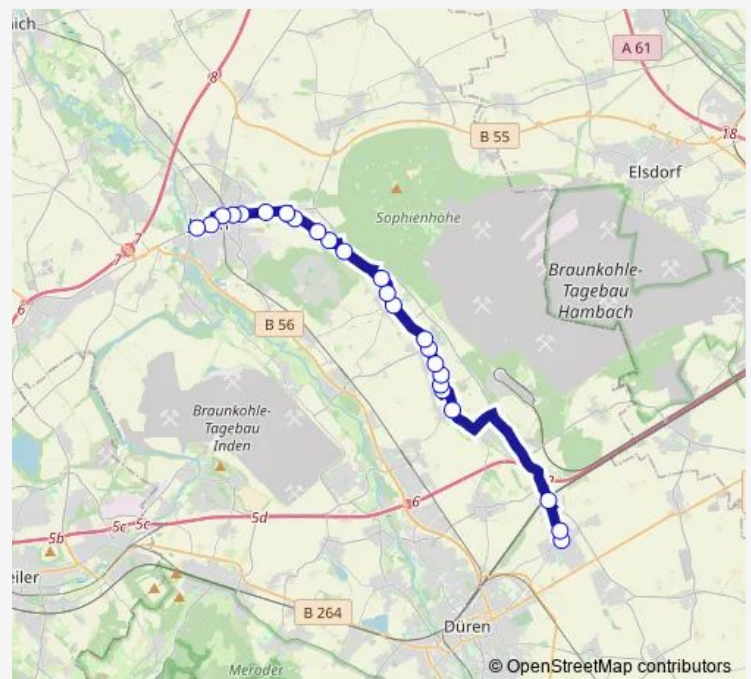 ich
A 61
8
B 55
18
Elsdorf
Sophienhöhe
7
7
Braunkohle-
Tagebau
Hambach
6
B 56
Braunkohle-
Tagebau
Inden
6
5d
5c
5c
5b
eiler
B 264
Düren
Meroder
© OpenStreetMap contributors